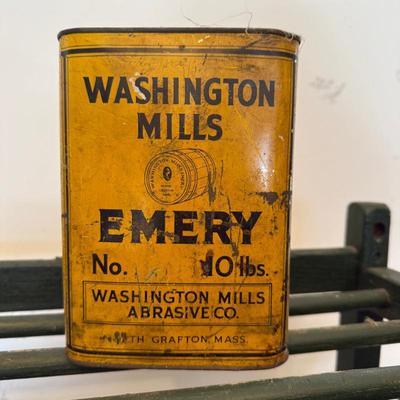 WASHINGTON
MILLS
EMERY
No. 10 lbs.
WASHINGTON MILLS
ABRASIVE CO.
GRAFTON, MASS.